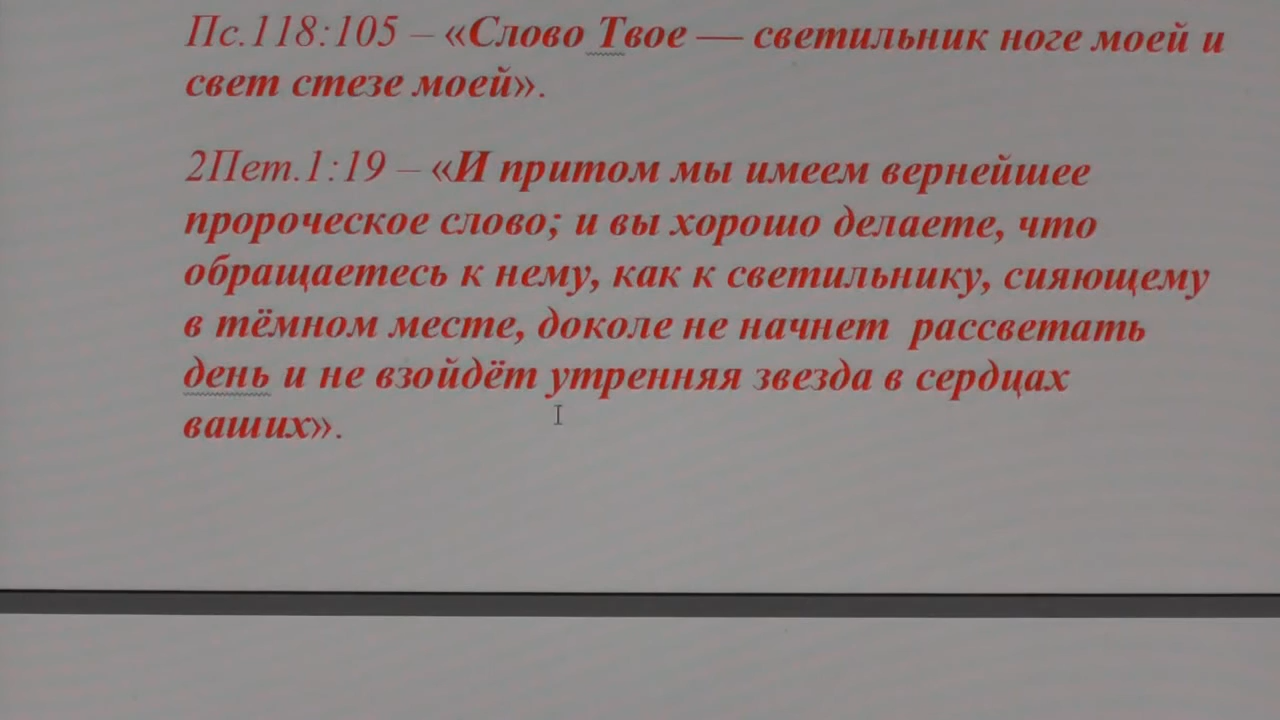 Пс.118:105 – «Слово Твое — светильник ноге моей и
свет стезе моей».
2Пет.1:19 – «И притом мы имеем вернейшее
пророческое слово; и вы хорошо делаете, что
обращаетесь к нему, как к светильнику, сияющему
в тёмном месте, доколе не начнет  рассветать
день и не взойдёт утренняя звезда в сердцах
ваших».